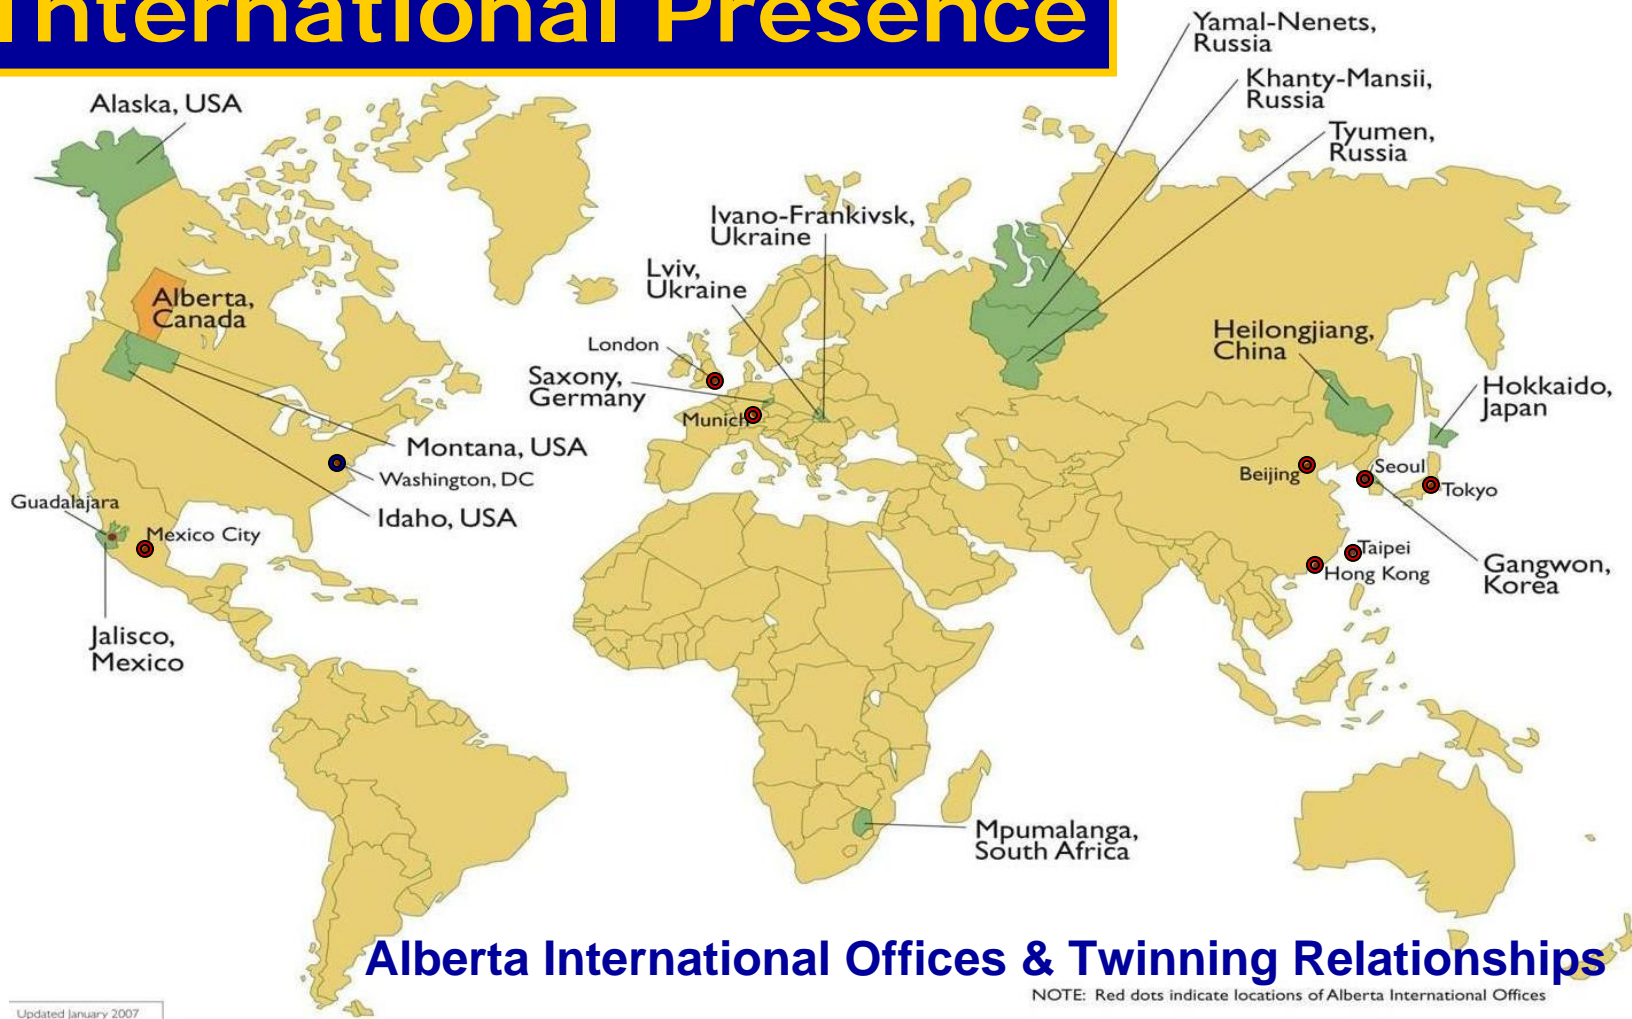 International Presence
Yamal-Nenets,
Russia
Khanty-Mansii,
Russia
Tyumen,
Russia
Alaska, USA
Ivano-Frankivsk,
Ukraine
Lviv,
Ukraine
Alberta,
Canada
London
Heilongjiang,
China
Saxony,
Germany
Hokkaido,
Japan
Munich
Montana, USA
Washington, DC
Beijing
Seoul
Tokyo
Guadalajara
Idaho, USA
Mexico City
Taipei
Hong Kong
Gangwon,
Korea
Jalisco,
Mexico
Mpumalanga,
South Africa
Alberta International Offices & Twinning Relationships
NOTE: Red dots indicate locations of Alberta International Offices
Updated January 2007